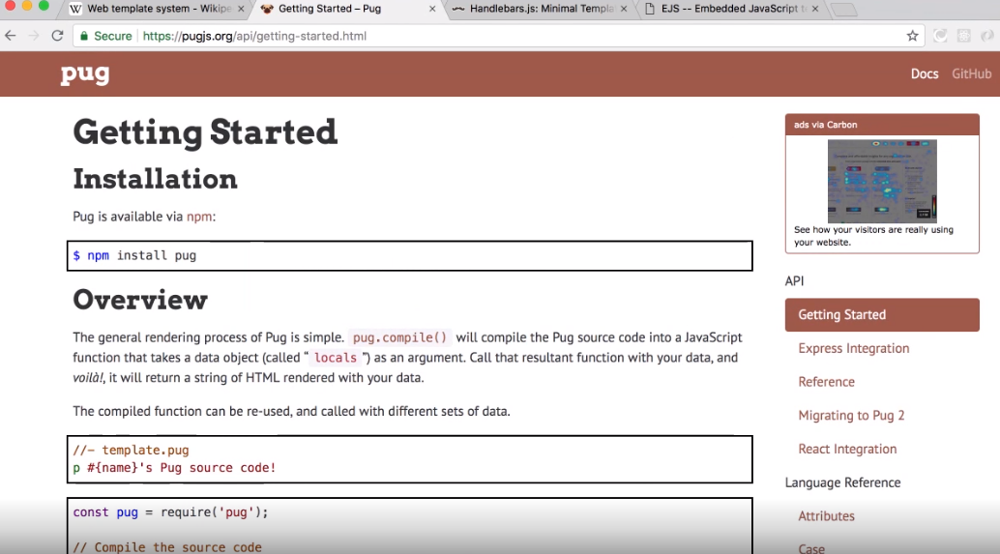 Web template system - Wikipe
Getting Started – Pug
Handlebars.js: Minimal Templa
EJS -- Embedded JavaScript t
Secure
https://pugjs.org/api/getting-started.html
pug
Docs
GitHub
Getting Started
Installation
Pug is available via npm:
$ npm install pug
Overview
The general rendering process of Pug is simple. pug.compile() will compile the Pug source code into a JavaScript
function that takes a data object (called “ locals ”) as an argument. Call that resultant function with your data, and
voilà!, it will return a string of HTML rendered with your data.
The compiled function can be re-used, and called with different sets of data.
//- template.pug
p #{name}'s Pug source code!
const pug = require('pug');
// Compile the source code
ads via Carbon
See how your visitors are really using
your website.
API
Getting Started
Express Integration
Reference
Migrating to Pug 2
React Integration
Language Reference
Attributes
Case